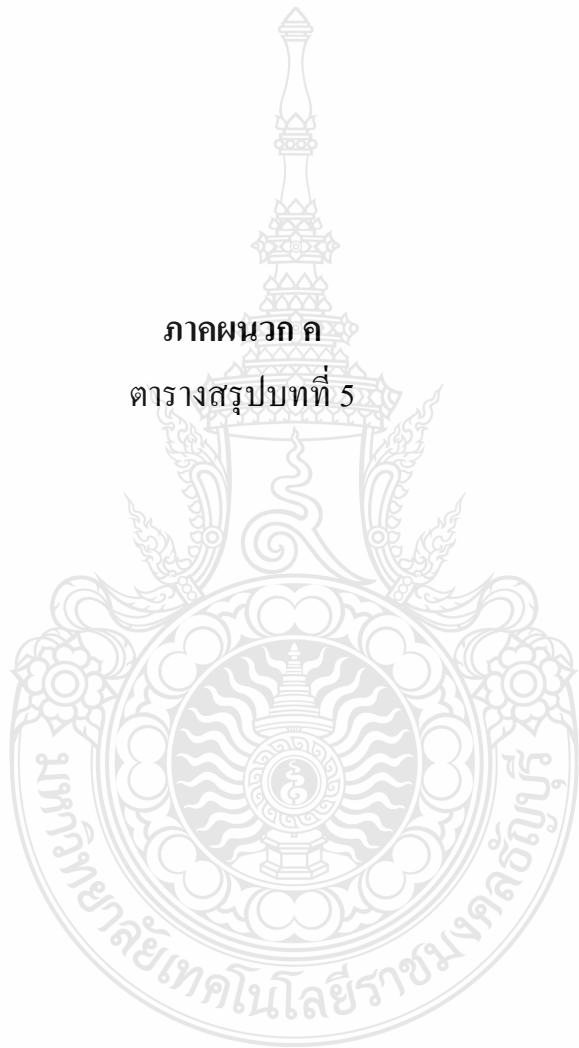 ภาคผนวก ค
ตารางสรุปบทที่ 5
มหาวิทยาลัยเทคโนโลยีราชมงคลธัญบุรี